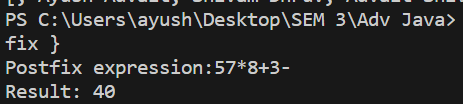 PS C:\Users\ayush\Desktop\SEM 3\Adv Java>
fix }
Postfix expression:57*8+3-
Result: 40